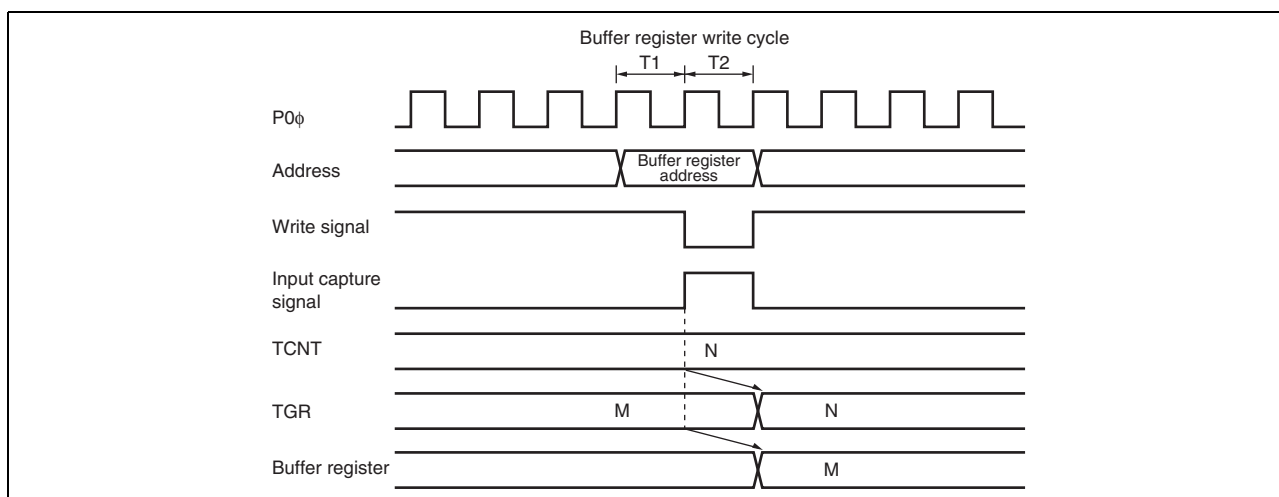 Buffer register write cycle
T1 T2
P0ϕ
Address
Buffer register
address
Write signal
Input capture
signal
TCNT
N
TGR
M
N
Buffer register
M